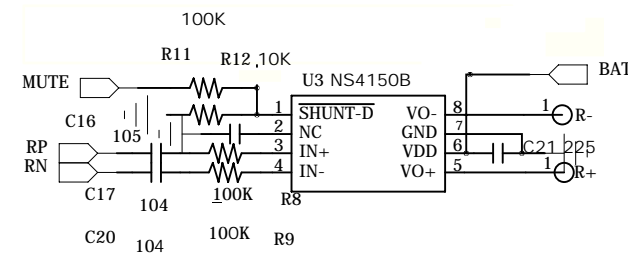 100K
R11
R12 10K
U3 NS4150B
MUTE
BAT
C16
105
1 SHUNT-D VO- 8 1 R-
2 NC GND 7
RP 3 IN+ VDD 6 C21 225
RN 4 IN- VO+ 5 1 R+
C17 104 100K R8
C20 104 100K R9